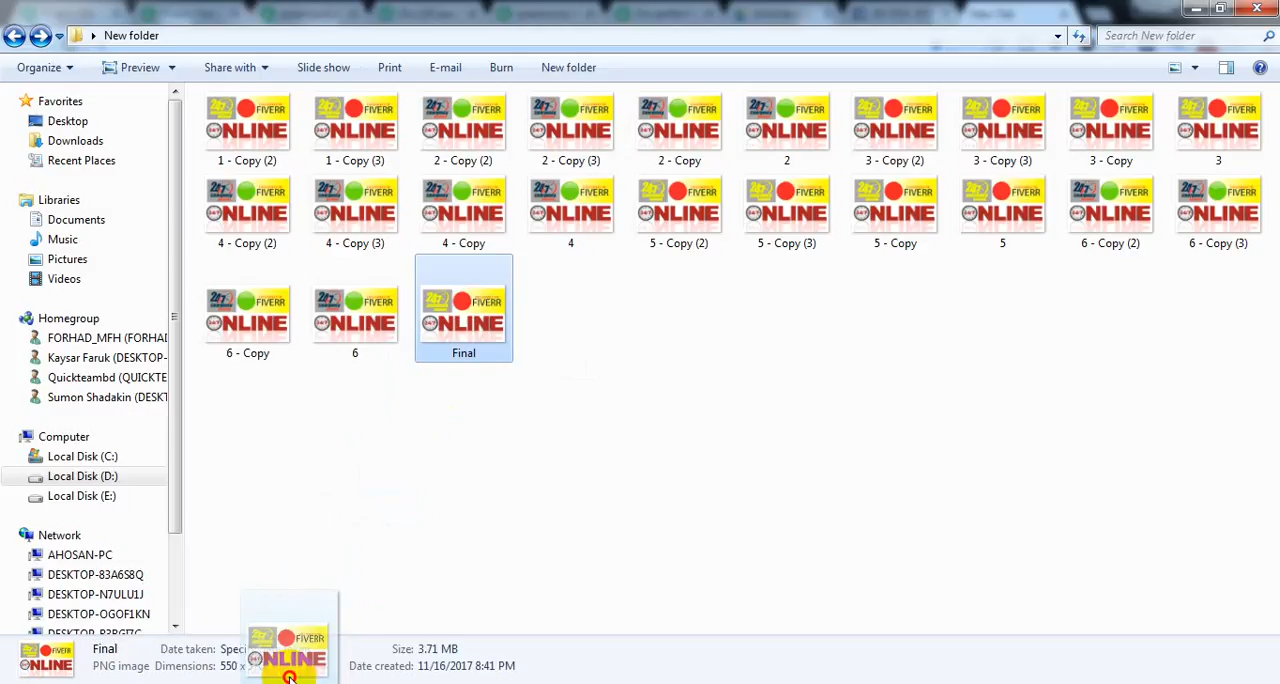 New folder
Search New folder
Organize Preview Share with Slide show Print E-mail Burn New folder
Favorites
Desktop
Downloads
Recent Places
Libraries
Documents
Music
Pictures
Videos
Homegroup
FORHAD_MFH (FORHAD
Kaysar Faruk (DESKTOP-
Quickteambd (QUICKTE
Sumon Shadakin (DESKT
Computer
Local Disk (C:)
Local Disk (D:)
Local Disk (E:)
Network
AHOSAN-PC
DESKTOP-83A6S8Q
DESKTOP-N7ULU1J
DESKTOP-OGOF1KN
1 - Copy (2) 1 - Copy (3) 2 - Copy (2) 2 - Copy (3) 2 - Copy 2 3 - Copy (2) 3 - Copy (3) 3 - Copy 3
4 - Copy (2) 4 - Copy (3) 4 - Copy 4 5 - Copy (2) 5 - Copy (3) 5 - Copy 5 6 - Copy (2) 6 - Copy (3)
6 - Copy 6 Final
FIVERR
NLINE
Final Date taken: Speci Size: 3.71 MB
PNG image Dimensions: 550 x Date created: 11/16/2017 8:41 PM